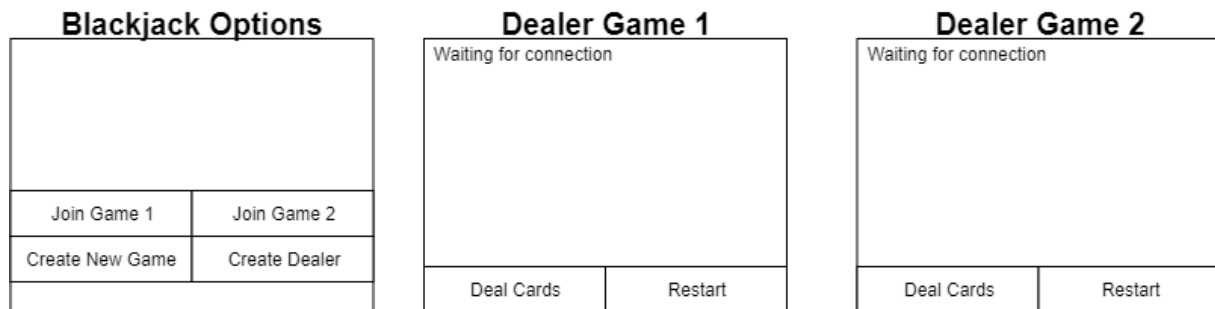 Blackjack Options
Join Game 1
Join Game 2
Create New Game
Create Dealer
Dealer Game 1
Waiting for connection
Deal Cards
Restart
Dealer Game 2
Waiting for connection
Deal Cards
Restart